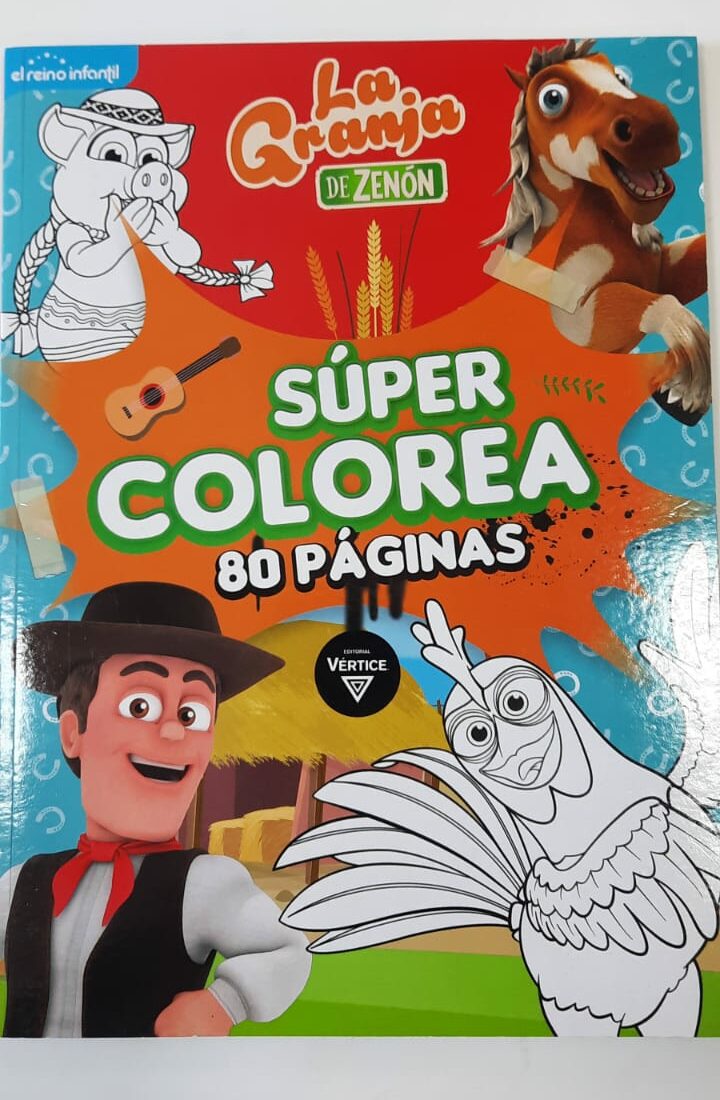 el reino infantil
La
Granja
DE ZENÓN
SÚPER
COLOREA
80 PÁGINAS
EDITORIAL
VÉRTICE